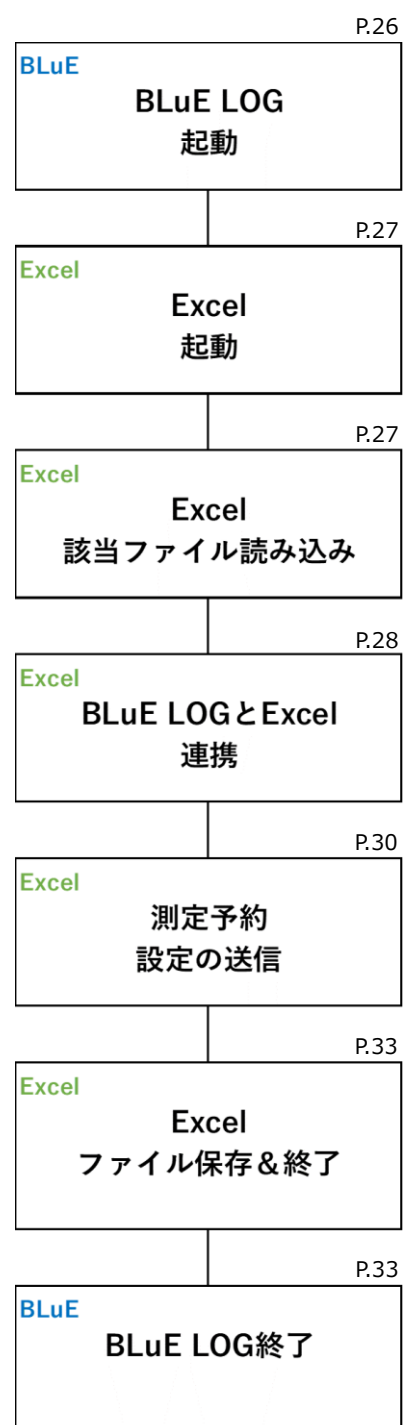 P.26
BLuE
BLuE LOG
起動
P.27
Excel
Excel
起動
P.27
Excel
Excel
該当ファイル読み込み
P.28
Excel
BLuE LOGとExcel
連携
P.30
Excel
測定予約
設定の送信
P.33
Excel
Excel
ファイル保存＆終了
P.33
BLuE
BLuE LOG終了